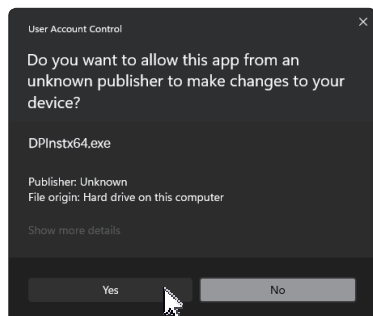 User Account Control
Do you want to allow this app from an
unknown publisher to make changes to your
device?
DPInstx64.exe
Publisher: Unknown
File origin: Hard drive on this computer
Show more details
Yes
No